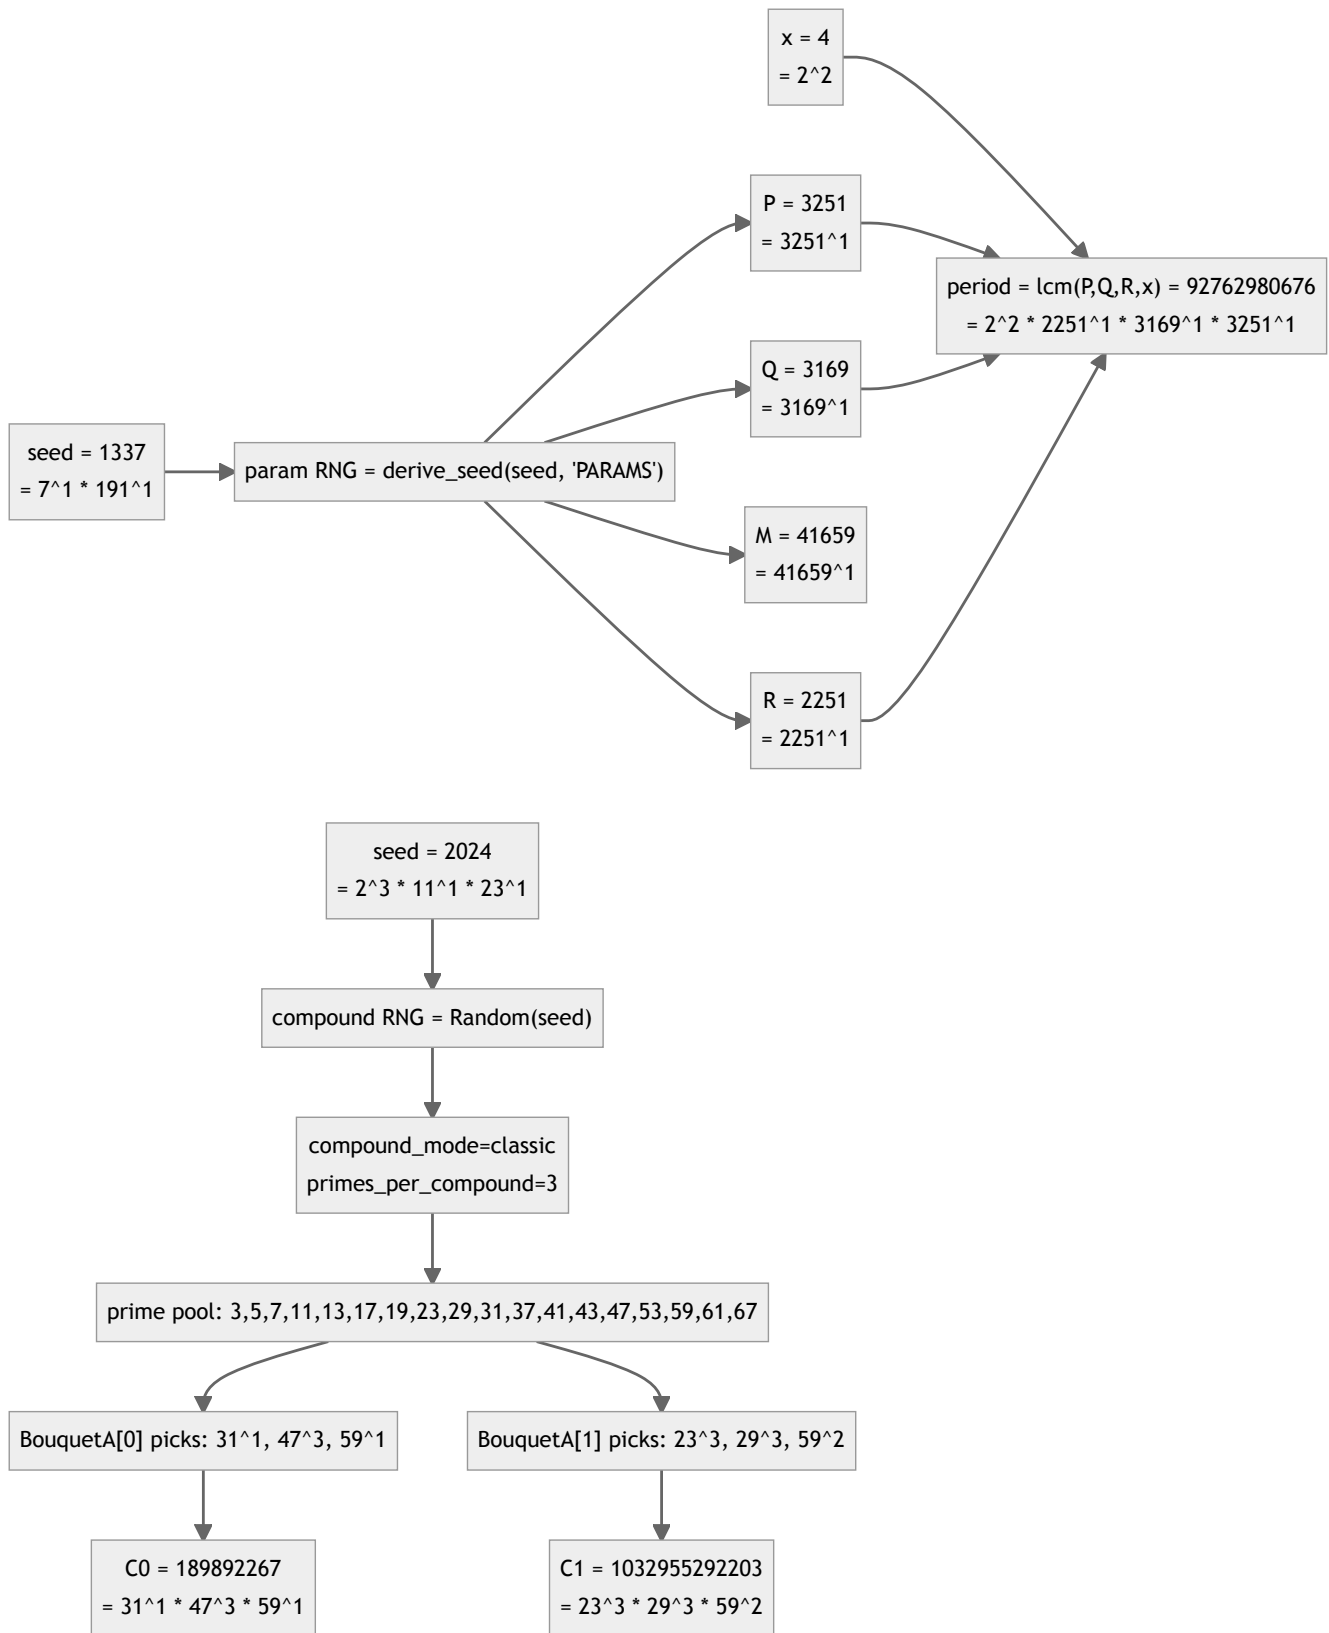 x = 4
= 2^2
P = 3251
= 3251^1
period = lcm(P,Q,R,x) = 92762980676
= 2^2 * 2251^1 * 3169^1 * 3251^1
Q = 3169
= 3169^1
seed = 1337
= 7^1 * 191^1
param RNG = derive_seed(seed, 'PARAMS')
M = 41659
= 41659^1
R = 2251
= 2251^1
seed = 2024
= 2^3 * 11^1 * 23^1
compound RNG = Random(seed)
compound_mode=classic
primes_per_compound=3
prime pool: 3,5,7,11,13,17,19,23,29,31,37,41,43,47,53,59,61,67
BouquetA[0] picks: 31^1, 47^3, 59^1
BouquetA[1] picks: 23^3, 29^3, 59^2
C0 = 189892267
= 31^1 * 47^3 * 59^1
C1 = 1032955292203
= 23^3 * 29^3 * 59^2